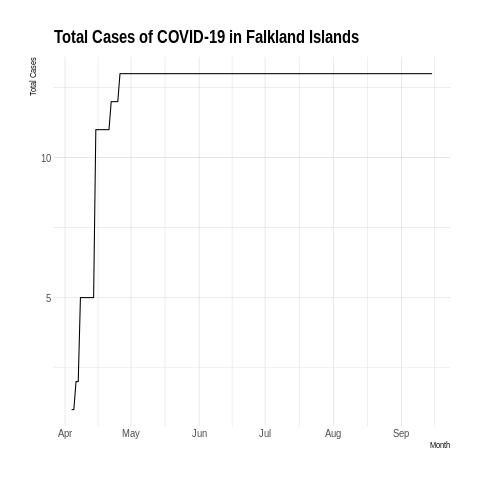 Total Cases of COVID-19 in Falkland Islands
Total Cases
10
5
Apr May Jun Jul Aug Sep
Month